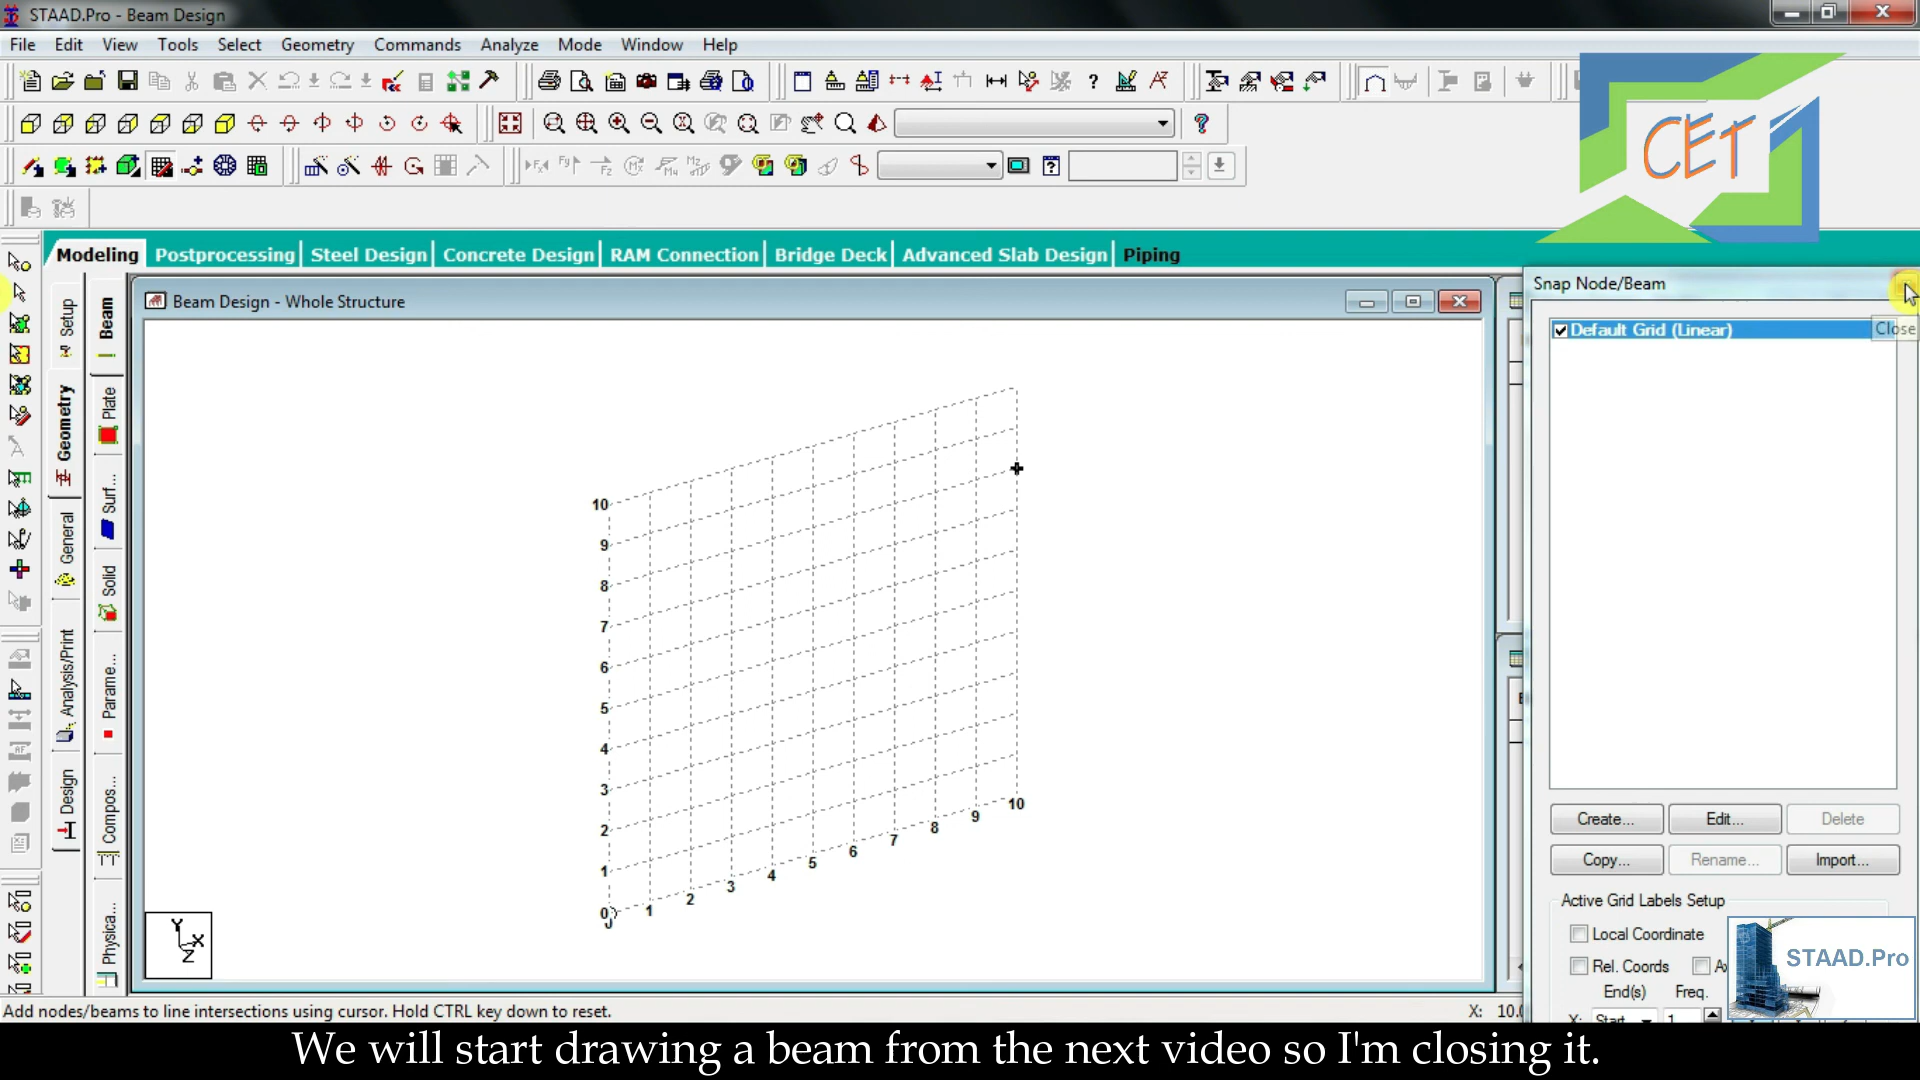 STAAD.Pro - Beam Design
File Edit View Tools Select Geometry Commands Analyze Mode Window Help
CET
Modeling Postprocessing Steel Design Concrete Design RAM Connection Bridge Deck Advanced Slab Design Piping
Setup
Geometry
General
Analysis/Print
Design
Beam
Plate
Surf...
Solid
Parame...
Compos...
Physica...
Beam Design - Whole Structure
10
9
8
7
6
5
4
3
2
1
0
1 2 3 4 5 6 7 8 9 10
Y
X
Z
Snap Node/Beam
Close
Default Grid (Linear)
Create... Edit... Delete
Copy... Rename... Import...
Active Grid Labels Setup
Local Coordinate
Rel. Coords
End(s) Freq.
X: Start 1
STAAD.Pro
Add nodes/beams to line intersections using cursor. Hold CTRL key down to reset.
X: 10.0
We will start drawing a beam from the next video so I'm closing it.